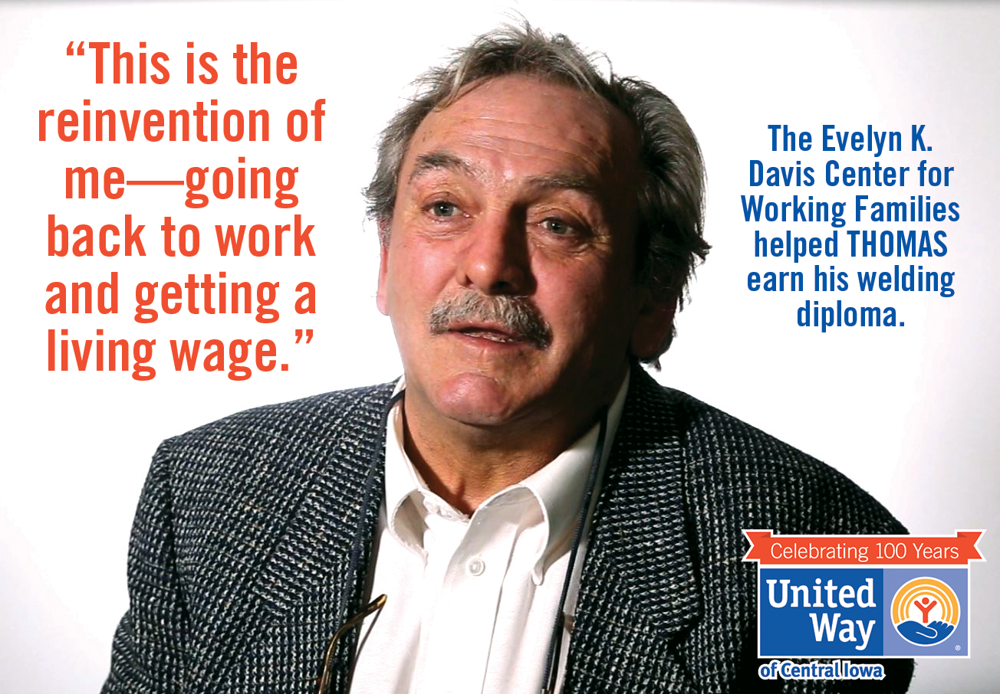 “This is the
reinvention of
me—going
back to work
and getting a
living wage.”
The Evelyn K.
Davis Center for
Working Families
helped THOMAS
earn his welding
diploma.
Celebrating 100 Years
United
Way
®
of Central Iowa